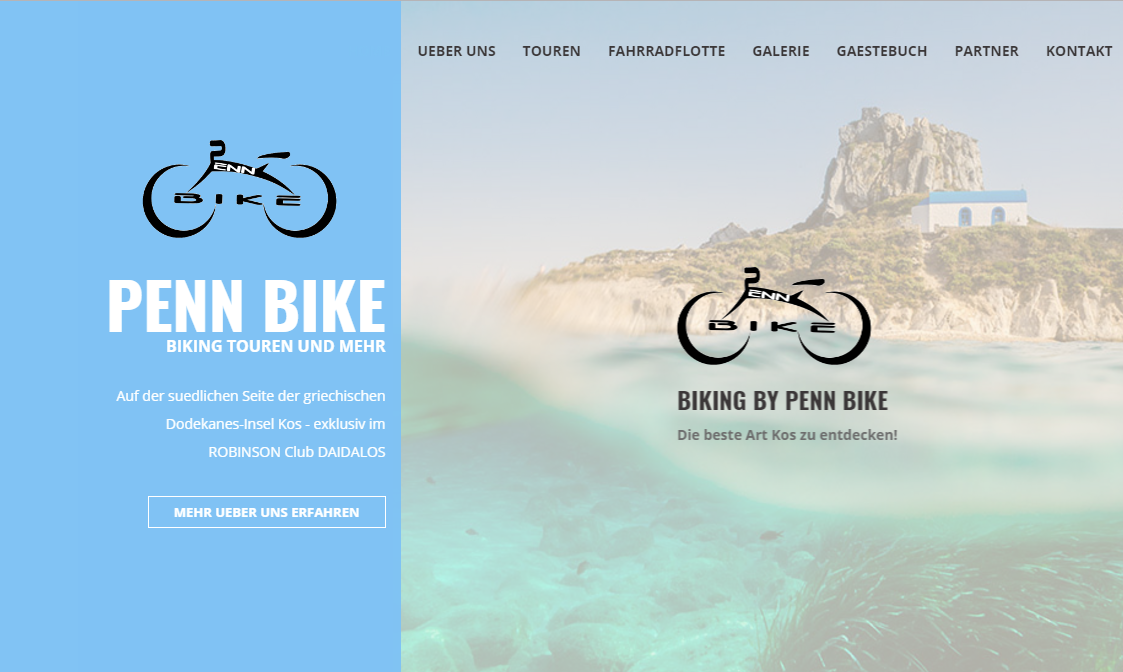 UEBER UNS TOUREN FAHRRADFLOTTE GALERIE GAESTEBUCH PARTNER KONTAKT
PENN
BIKE
PENN BIKE
BIKING TOUREN UND MEHR
Auf der suedlichen Seite der griechischen
Dodekanes-Insel Kos - exklusiv im
ROBINSON Club DAIDALOS
MEHR UEBER UNS ERFAHREN
PENN
BIKE
BIKING BY PENN BIKE
Die beste Art Kos zu entdecken!